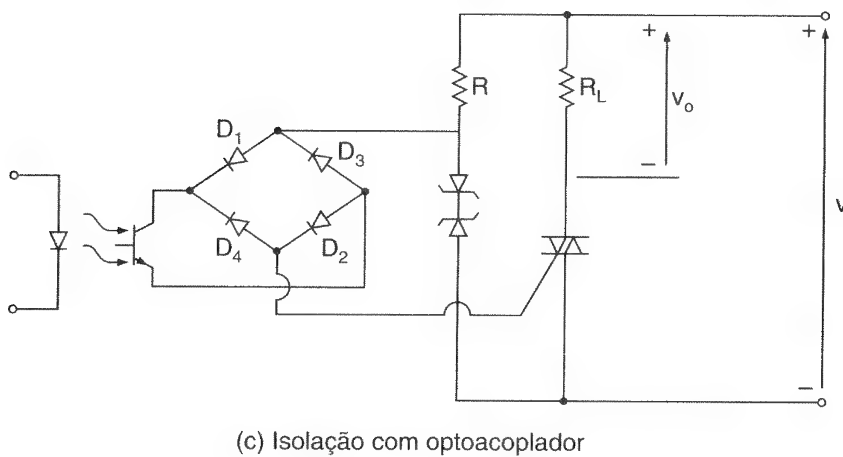 D1
D3
D4
D2
R
RL
+
vo
−
+
v
−
(c) Isolação com optoacoplador